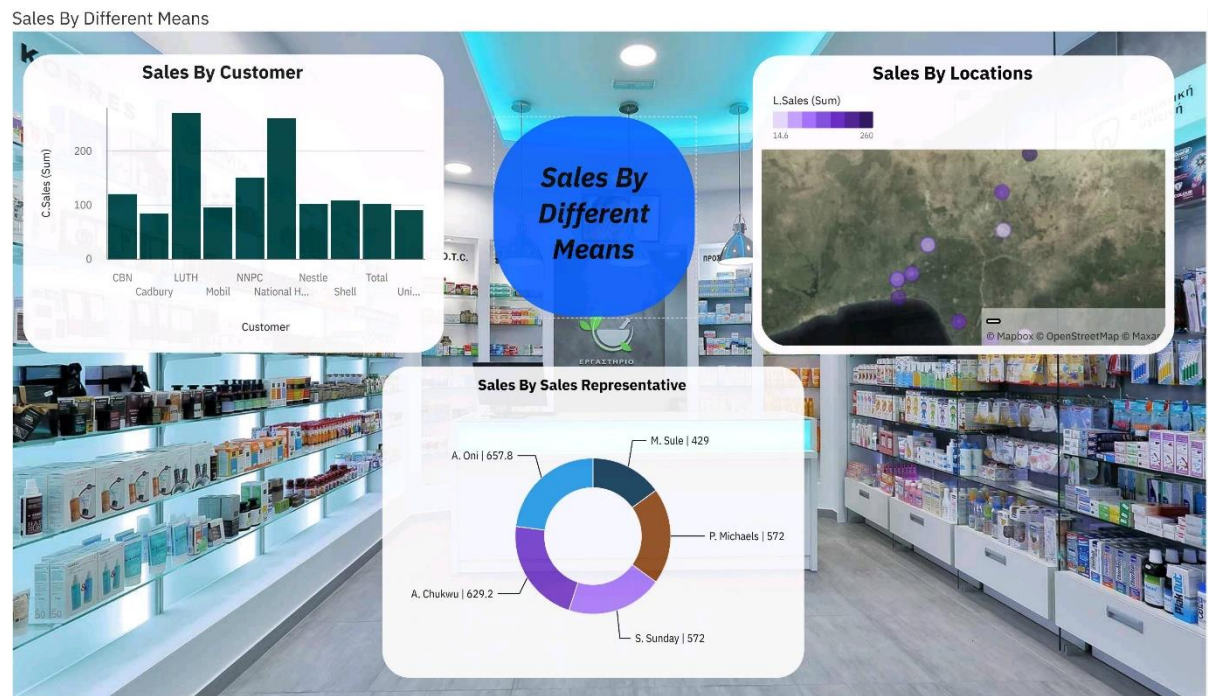 Sales By Different Means
KORRES
Sales By Customer
C.Sales (Sum)
200
100
0
CBN
LUTH
NNPC
Nestle
Total
Cadbury
Mobil
National H...
Shell
Uni...
Customer
Sales By
Different
Means
Sales By Locations
L.Sales (Sum)
14.6
260
© Mapbox © OpenStreetMap © Maxar
Ο.T.C.
ΕΡΓΑΣΤΗΡΙΟ
Sales By Sales Representative
M. Sule | 429
A. Oni | 657.8
P. Michaels | 572
A. Chukwu | 629.2
S. Sunday | 572